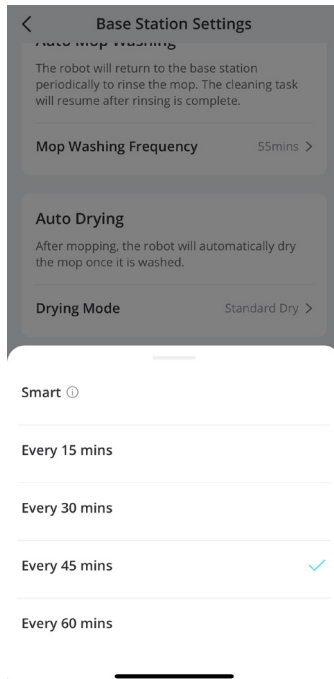 Base Station Settings
Auto Mop Washing
The robot will return to the base station
periodically to rinse the mop. The cleaning task
will resume after rinsing is complete.
Mop Washing Frequency 55mins >
Auto Drying
After mopping, the robot will automatically dry
the mop once it is washed.
Drying Mode Standard Dry >
Smart
Every 15 mins
Every 30 mins
Every 45 mins
Every 60 mins